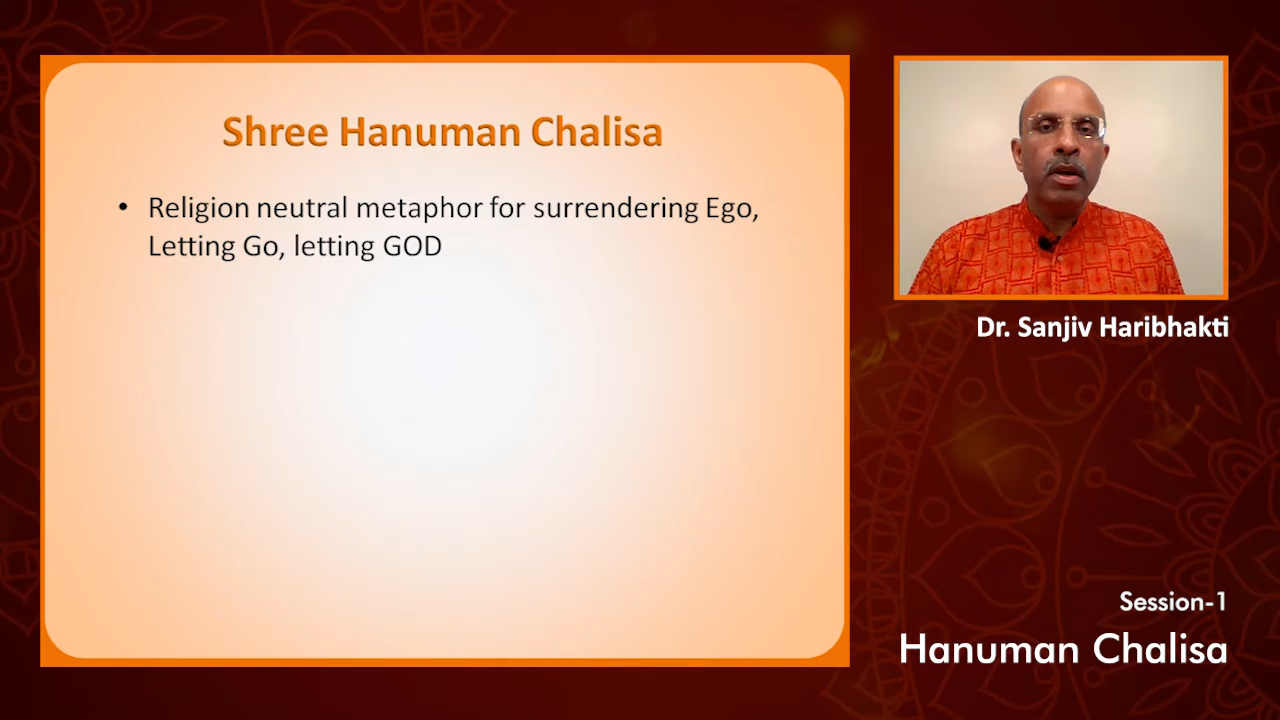 Shree Hanuman Chalisa
• Religion neutral metaphor for surrendering Ego,
Letting Go, letting GOD
Dr. Sanjiv Haribhakti
Session-1
Hanuman Chalisa